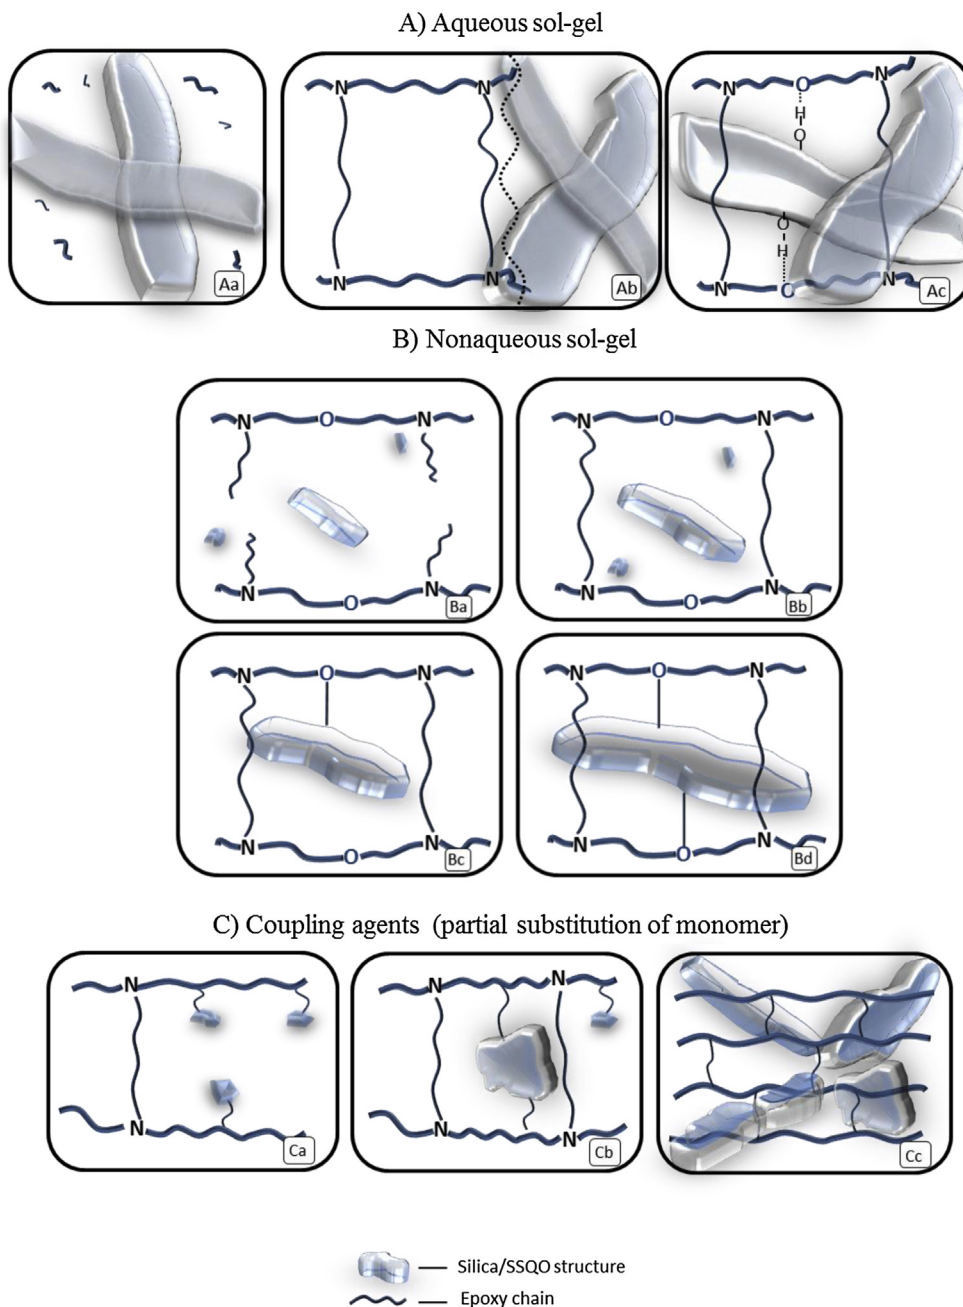 A) Aqueous sol-gel
Aa
N N
N N
Ab
N O N
H
O
O
H
N O N
Ac
B) Nonaqueous sol-gel
N O N
N O N
Ba
N O N
N O N
Bb
N O N
N O N
Bc
N O N
N O N
Bd
C) Coupling agents (partial substitution of monomer)
N
N
Ca
N N
N N
Cb
Cc
Silica/SSQO structure
Epoxy chain